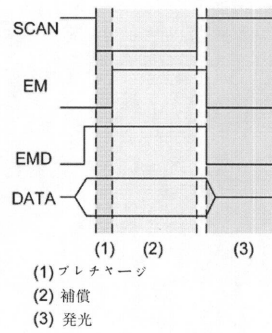 SCAN
EM
EMD
DATA
(1) (2) (3)
(1) プレチャージ
(2) 補償
(3) 発光